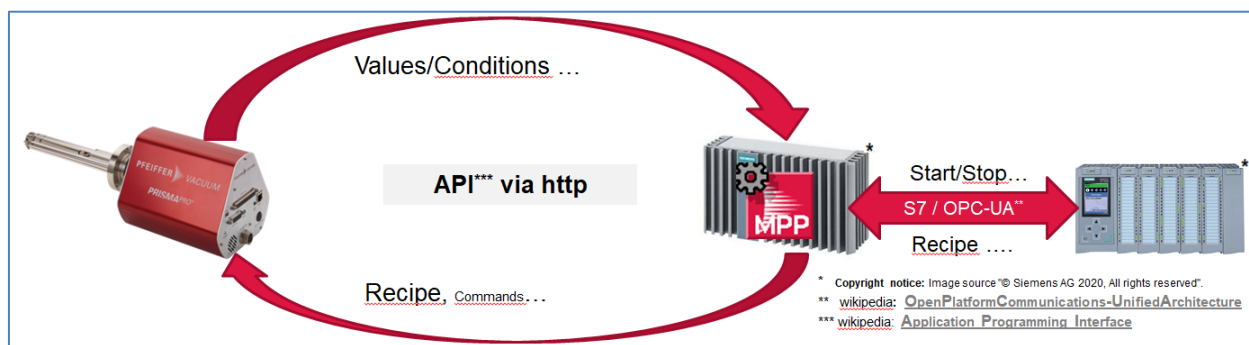 Values/Conditions …
PFEIFFER VACUUM
PRISMAPRO
API*** via http
SIEMENS
MPP
*
*
Start/Stop…
S7 / OPC-UA**
Recipe ….
Recipe, Commands…
* Copyright notice: Image source "© Siemens AG 2020, All rights reserved".
** wikipedia: OpenPlatformCommunications-UnifiedArchitecture
*** wikipedia: Application Programming Interface